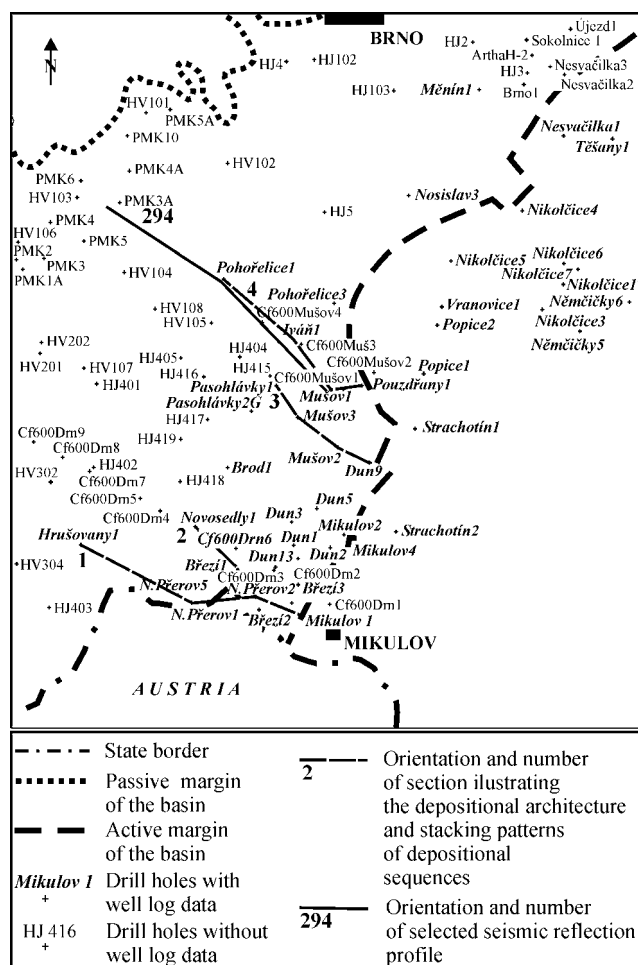 BRNO
Újezd1
HJ2
Sokolnice 1
ArthaH-2
Nesvačilka3
HJ4
HJ102
HJ3
Nesvačilka2
N
HJ103
Měnín1
Brno1
HV101
PMK5A
PMK10
Nesvačilka1
Těšany1
HV102
PMK4A
PMK6
HV103
PMK3A
Nosislav3
294
HJ5
Nikolčice4
PMK4
HV106
PMK5
PMK2
PMK3
PMK1A
HV104
Pohořelice1
Nikolčice5
Nikolčice6
Nikolčice7
Nikolčice1
4
Pohořelice3
HV108
Cf600Mušov4
Vranovice1
Němčičky6
HV105
Iváň1
Popice2
Nikolčice3
Němčičky5
HV202
HV201
HJ404
Cf600Muš3
HJ405
HJ415
Cf600Mušov2
HV107
HJ416
Cf600Mušov1
Popice1
HJ401
Pasohlávky1
Pouzdřany1
3
Mušov1
Pasohlávky2G
Mušov3
HJ417
Strachotín1
Cf600Drn9
HJ419
Cf600Drn8
Mušov2
HJ402
Brod1
Dun9
HV302
Cf600Drn7
HJ418
Cf600Drn5
Dun5
Cf600Drn4
Dun3
Novosedly1
Mikulov2
Hrušovany1
2
Strachotín2
Cf600Drn6
Dun1
1
Dun2
Mikulov4
HV304
Březí1
Dun13
Cf600Drn3
Cf600Drn2
N.Přerov5
N.Přerov2
Březí3
HJ403
Cf600Drn1
N.Přerov1
Březí2
Mikulov 1
MIKULOV
AUSTRIA
State border
Passive margin
of the basin
Active margin
of the basin
Mikulov 1
Drill holes with
well log data
HJ 416
Drill holes without
well log data
2
Orientation and number
of section ilustrating
the depositional architecture
and stacking patterns
of depositional
sequences
294
Orientation and number
of selected seismic reflection
profile